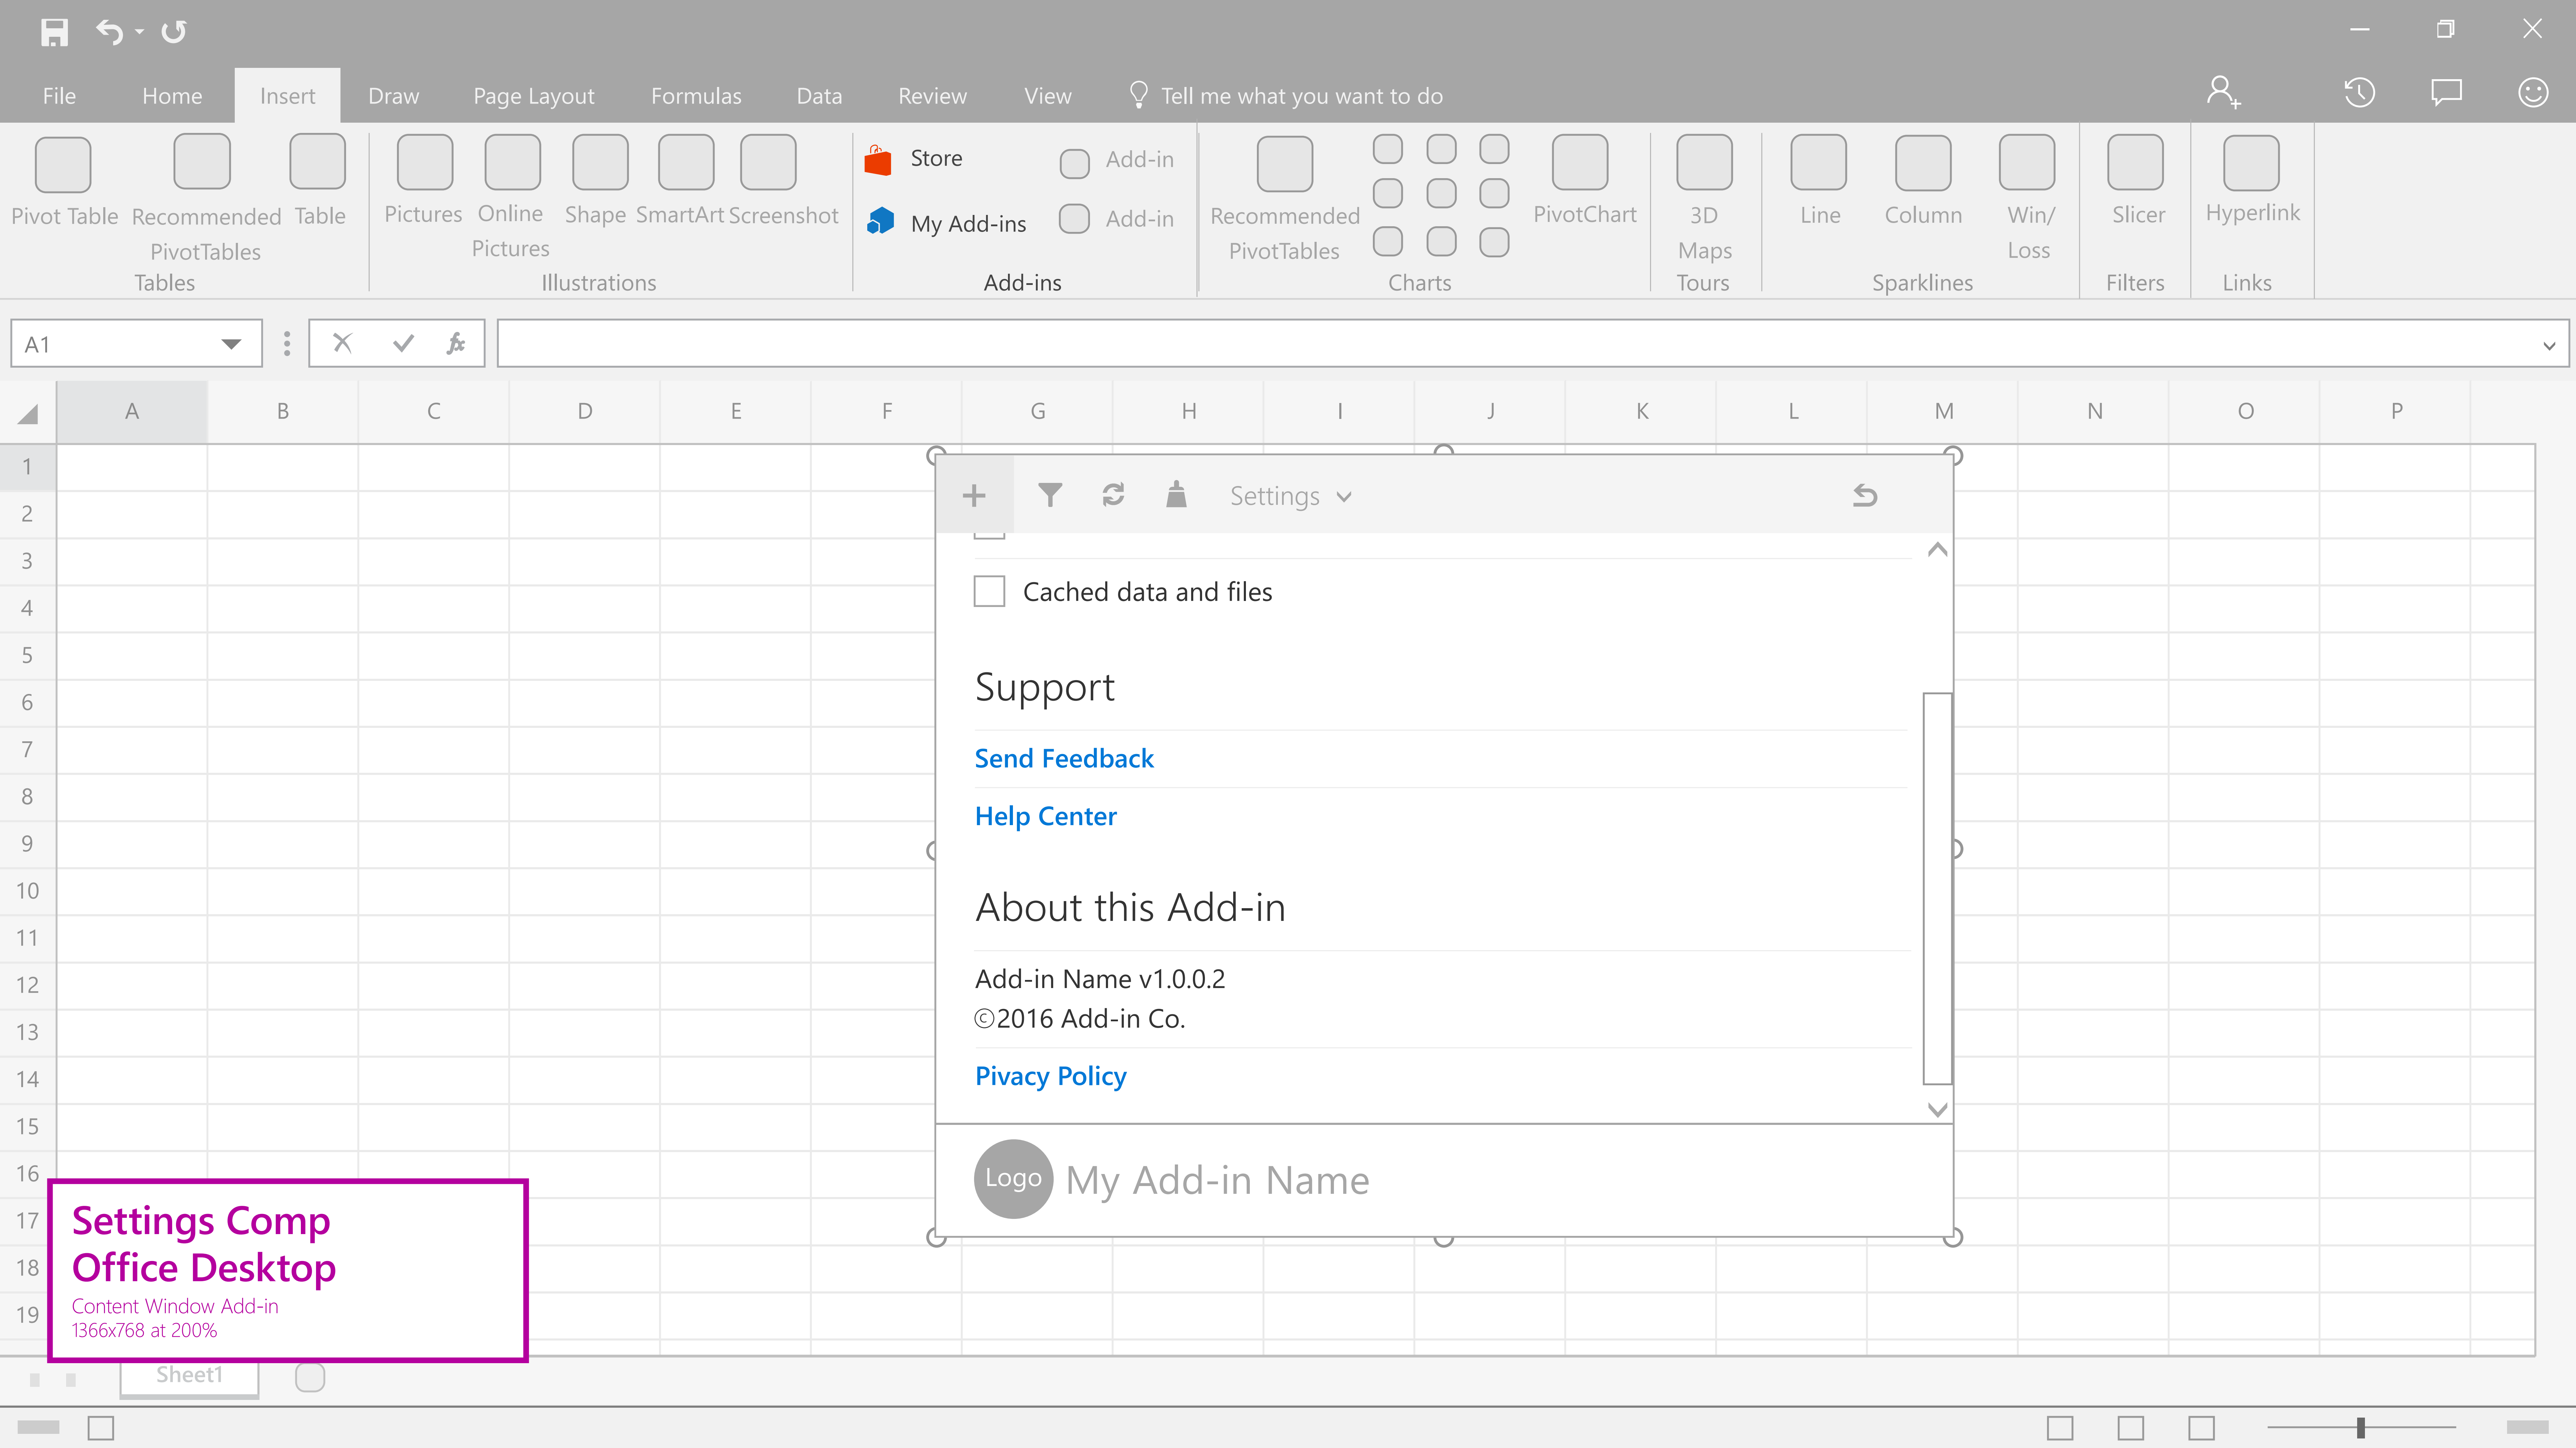 File Home Insert Draw Page Layout Formulas Data Review View Tell me what you want to do
Pivot Table
Recommended
PivotTables
Table
Tables
Pictures
Online
Pictures
Shape
SmartArt
Screenshot
Illustrations
Store
My Add-ins
Add-in
Add-in
Add-ins
Recommended
PivotTables
PivotChart
Charts
3D
Maps
Tours
Line
Column
Win/
Loss
Sparklines
Slicer
Filters
Hyperlink
Links
A1
fx
A B C D E F G H I J K L M N O P
1
2
3
4
5
6
7
8
9
10
11
12
13
14
15
16
17
18
19
Settings
Cached data and files
Support
Send Feedback
Help Center
About this Add-in
Add-in Name v1.0.0.2
©2016 Add-in Co.
Pivacy Policy
Logo
My Add-in Name
Settings Comp
Office Desktop
Content Window Add-in
1366x768 at 200%
Sheet1